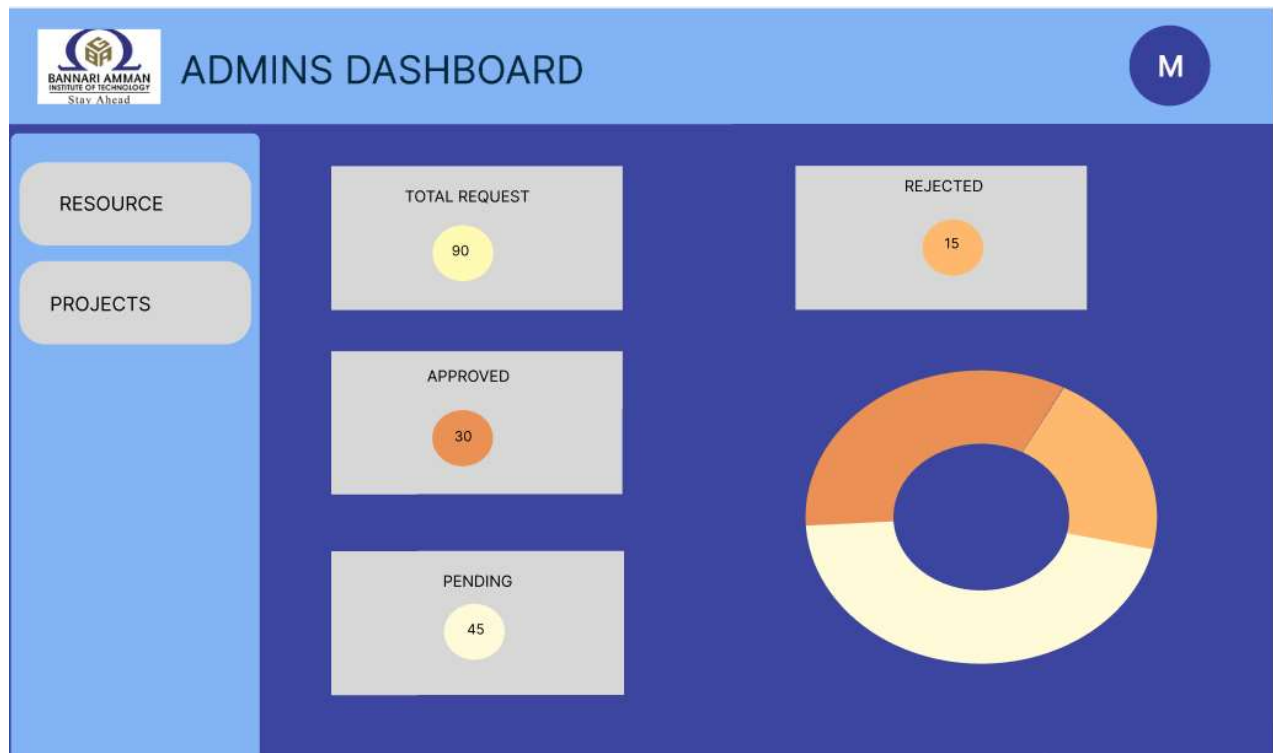 BANNARI AMMAN
INSTITUTE OF TECHNOLOGY
Stay Ahead
ADMINS DASHBOARD
M
RESOURCE
PROJECTS
TOTAL REQUEST
90
REJECTED
15
APPROVED
30
PENDING
45